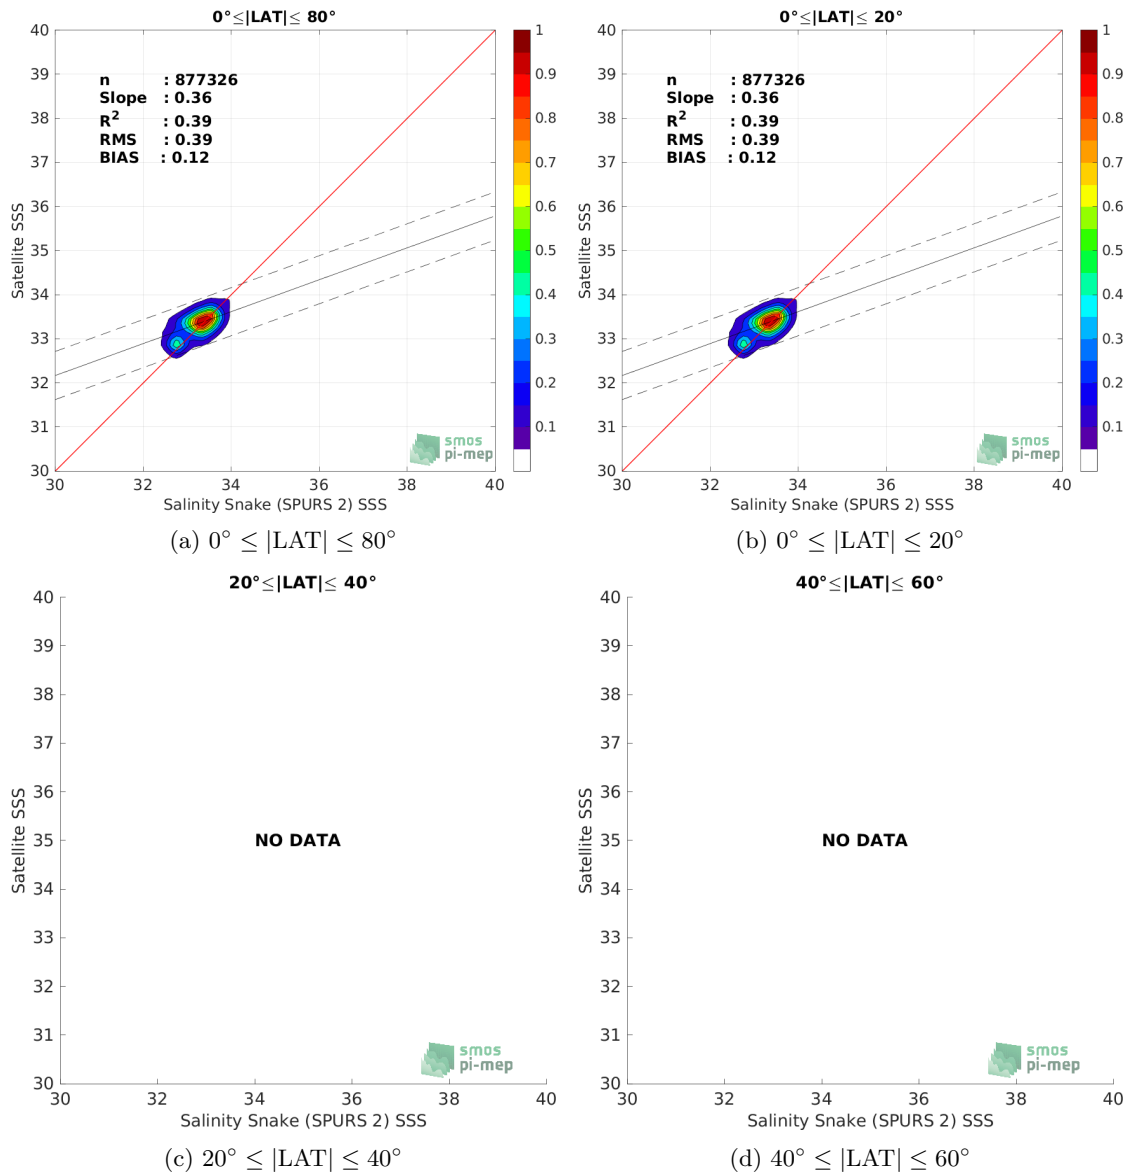 0°≤|LAT|≤ 80°
40
39
38
37
36
35
34
33
32
31
30
Satellite SSS
n : 877326
Slope : 0.36
R² : 0.39
RMS : 0.39
BIAS : 0.12
1
0.9
0.8
0.7
0.6
0.5
0.4
0.3
0.2
0.1
smos
pi-mep
30 32 34 36 38 40
Salinity Snake (SPURS 2) SSS
(a) 0° ≤ |LAT| ≤ 80°
0°≤|LAT|≤ 20°
40
39
38
37
36
35
34
33
32
31
30
Satellite SSS
n : 877326
Slope : 0.36
R² : 0.39
RMS : 0.39
BIAS : 0.12
1
0.9
0.8
0.7
0.6
0.5
0.4
0.3
0.2
0.1
smos
pi-mep
30 32 34 36 38 40
Salinity Snake (SPURS 2) SSS
(b) 0° ≤ |LAT| ≤ 20°
20°≤|LAT|≤ 40°
40
39
38
37
36
35
34
33
32
31
30
Satellite SSS
NO DATA
smos
pi-mep
30 32 34 36 38 40
Salinity Snake (SPURS 2) SSS
(c) 20° ≤ |LAT| ≤ 40°
40°≤|LAT|≤ 60°
40
39
38
37
36
35
34
33
32
31
30
Satellite SSS
NO DATA
smos
pi-mep
30 32 34 36 38 40
Salinity Snake (SPURS 2) SSS
(d) 40° ≤ |LAT| ≤ 60°